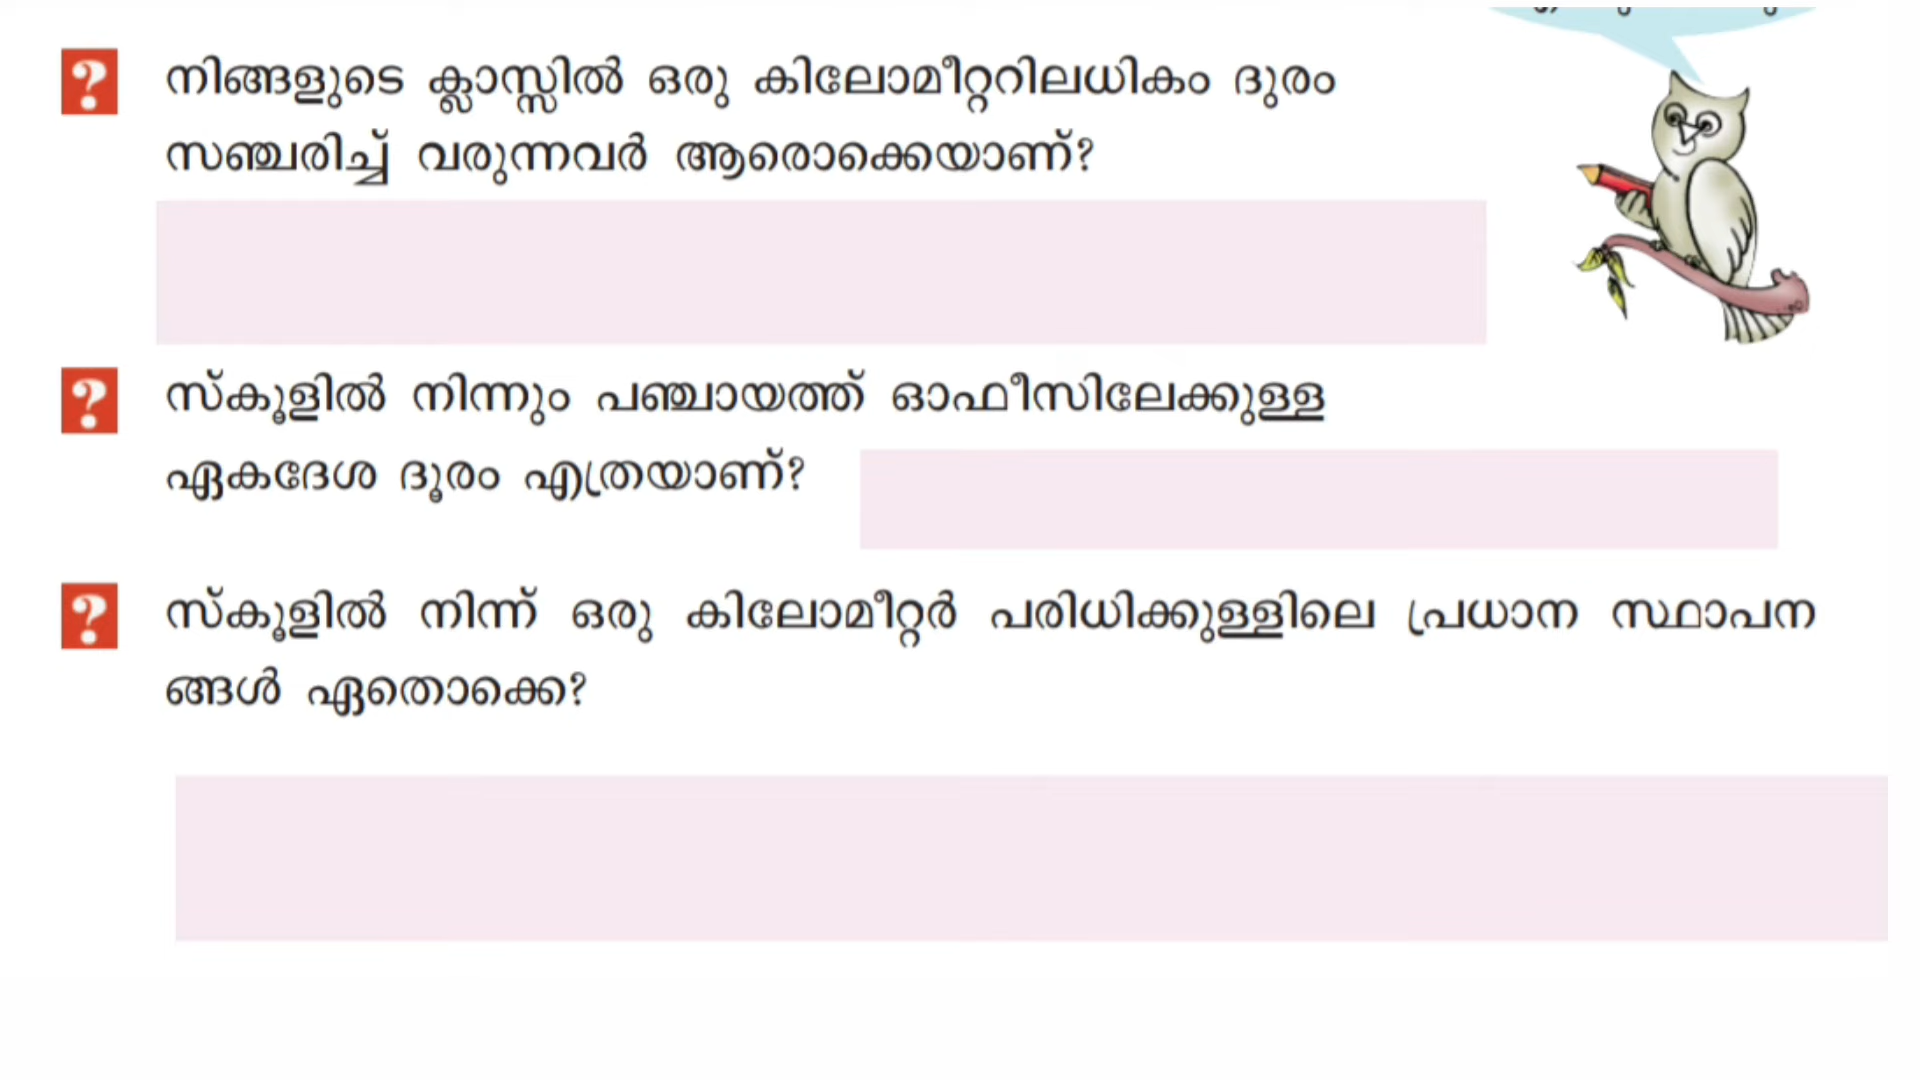 നിങ്ങളുടെ ക്ലാസ്സിൽ ഒരു കിലോമീറ്ററിലധികം ദുരം
സഞ്ചരിച്ച് വരുന്നവർ ആരൊക്കെയാണ്?
സ്കൂളിൽ നിന്നും പഞ്ചായത്ത് ഓഫീസിലേക്കുള്ള
ഏകദേശ ദൂരം എത്രയാണ്?
സ്കൂളിൽ നിന്ന് ഒരു കിലോമീറ്റർ പരിധിക്കുള്ളിലെ പ്രധാന സ്ഥാപന
ങ്ങൾ ഏതൊക്കെ?